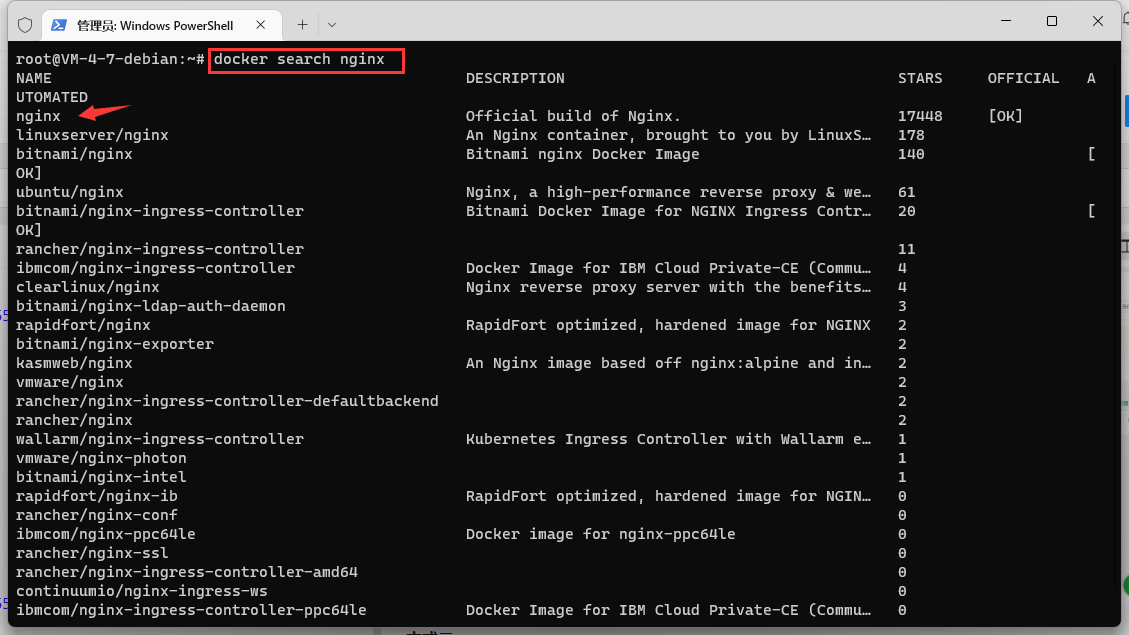 管理员: Windows PowerShell
root@VM-4-7-debian:~# docker search nginx
NAME DESCRIPTION STARS OFFICIAL A
UTOMATED
nginx Official build of Nginx. 17448 [OK]
linuxserver/nginx An Nginx container, brought to you by LinuxS… 178
bitnami/nginx Bitnami nginx Docker Image 140 [
OK]
ubuntu/nginx Nginx, a high-performance reverse proxy & we… 61
bitnami/nginx-ingress-controller Bitnami Docker Image for NGINX Ingress Contr… 20 [
OK]
rancher/nginx-ingress-controller 11
ibmcom/nginx-ingress-controller Docker Image for IBM Cloud Private-CE (Commu… 4
clearlinux/nginx Nginx reverse proxy server with the benefits… 4
bitnami/nginx-ldap-auth-daemon 3
rapidfort/nginx RapidFort optimized, hardened image for NGINX 2
bitnami/nginx-exporter 2
kasmweb/nginx An Nginx image based off nginx:alpine and in… 2
vmware/nginx 2
rancher/nginx-ingress-controller-defaultbackend 2
rancher/nginx 2
wallarm/nginx-ingress-controller Kubernetes Ingress Controller with Wallarm e… 1
vmware/nginx-photon 1
bitnami/nginx-intel 1
rapidfort/nginx-ib RapidFort optimized, hardened image for NGIN… 0
rancher/nginx-conf 0
ibmcom/nginx-ppc64le Docker image for nginx-ppc64le 0
rancher/nginx-ssl 0
rancher/nginx-ingress-controller-amd64 0
continuumio/nginx-ingress-ws 0
ibmcom/nginx-ingress-controller-ppc64le Docker Image for IBM Cloud Private-CE (Commu… 0